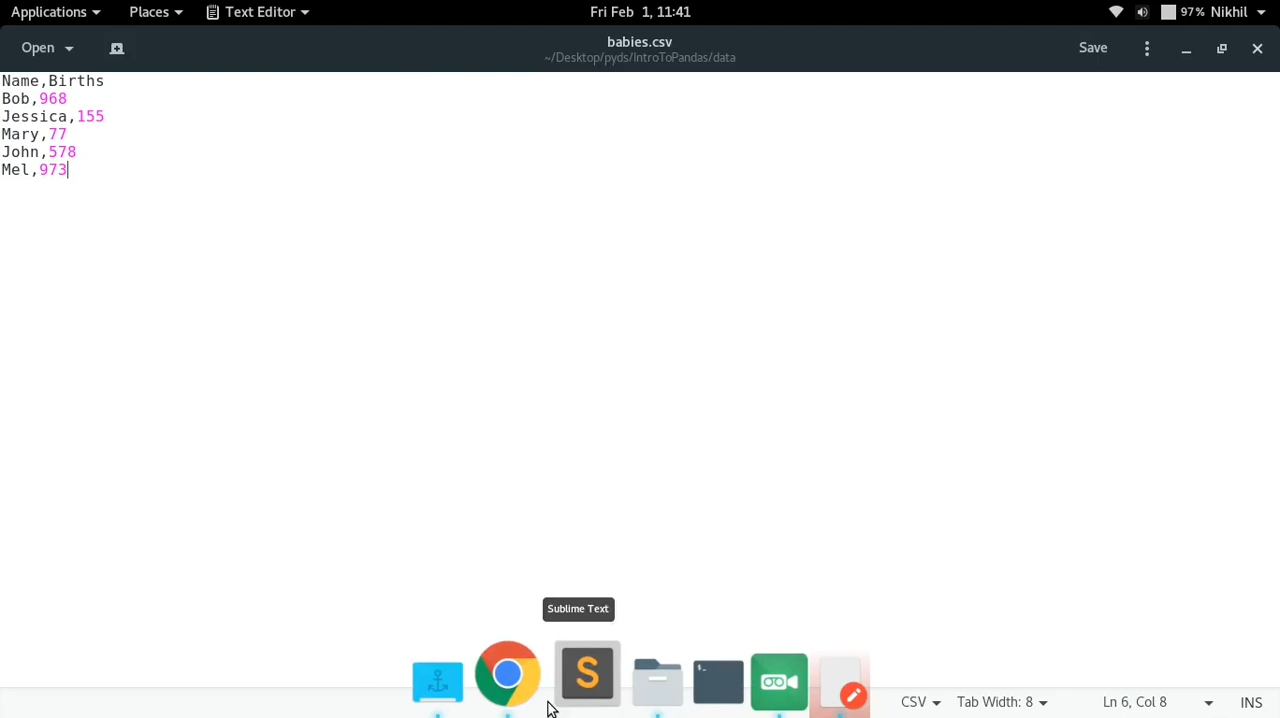 Applications Places Text Editor Fri Feb 1, 11:41 97% Nikhil
Open babies.csv Save
~/Desktop/pyds/IntroToPandas/data
Name,Births
Bob,968
Jessica,155
Mary,77
John,578
Mel,973
Sublime Text
S
$_
CSV Tab Width: 8 Ln 6, Col 8 INS